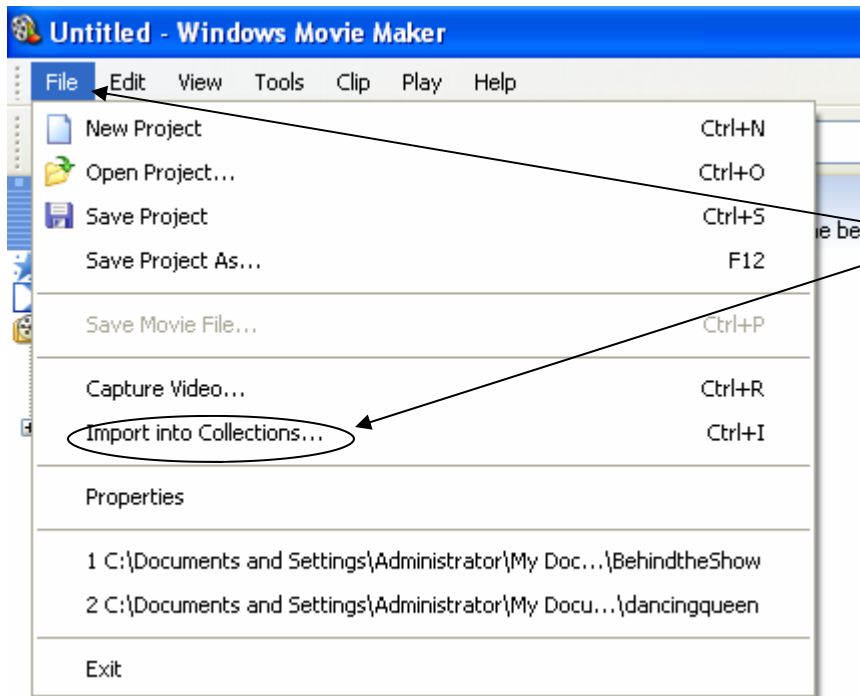 Untitled - Windows Movie Maker
File Edit View Tools Clip Play Help
New Project Ctrl+N
Open Project... Ctrl+O
Save Project Ctrl+S
Save Project As... F12
Save Movie File... Ctrl+P
Capture Video... Ctrl+R
Import into Collections... Ctrl+I
Properties
1 C:\Documents and Settings\Administrator\My Doc...\BehindtheShow
2 C:\Documents and Settings\Administrator\My Docu...\dancingqueen
Exit